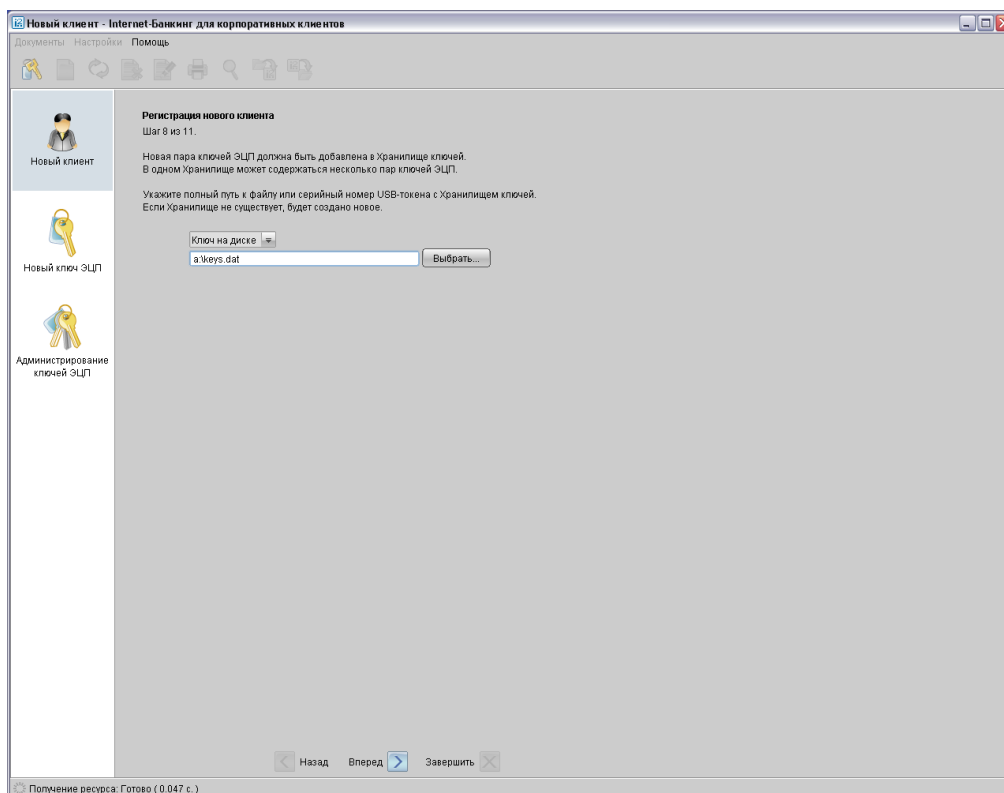 Новый клиент - Internet-Банкинг для корпоративных клиентов
Документы Настройки Помощь
Новый клиент
Новый ключ ЭЦП
Администрирование
ключей ЭЦП
Регистрация нового клиента
Шаг 8 из 11.
Новая пара ключей ЭЦП должна быть добавлена в Хранилище ключей.
В одном Хранилище может содержаться несколько пар ключей ЭЦП.
Укажите полный путь к файлу или серийный номер USB-токена с Хранилищем ключей.
Если Хранилище не существует, будет создано новое.
Ключ на диске
a:\keys.dat Выбрать...
Назад Вперед Завершить
Получение ресурса: Готово ( 0.047 с. )